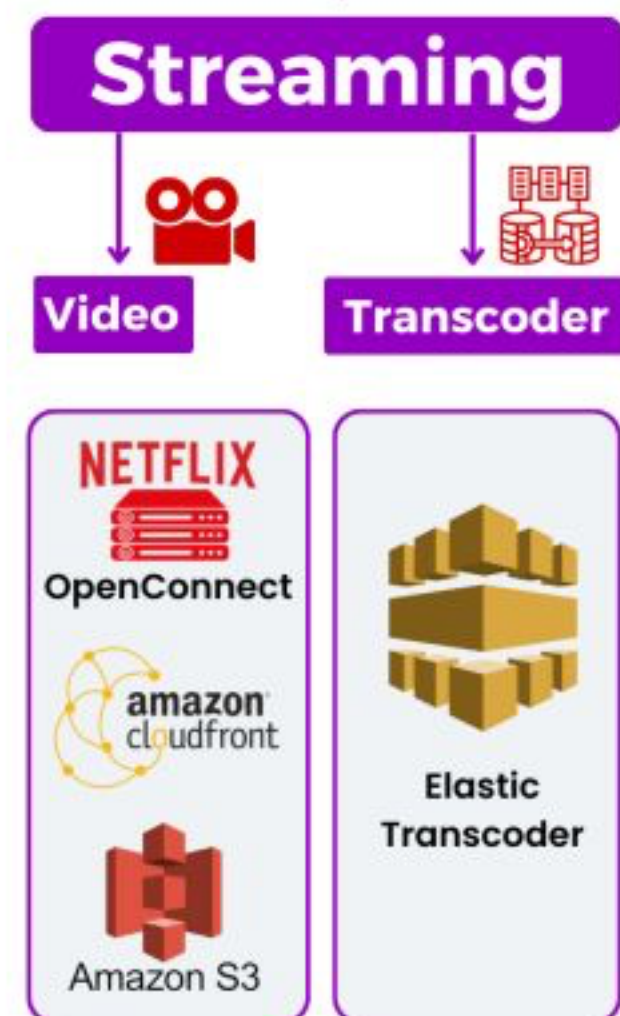 Streaming
Video
Transcoder
NETFLIX
OpenConnect
amazon
cloudfront
Amazon S3
Elastic
Transcoder